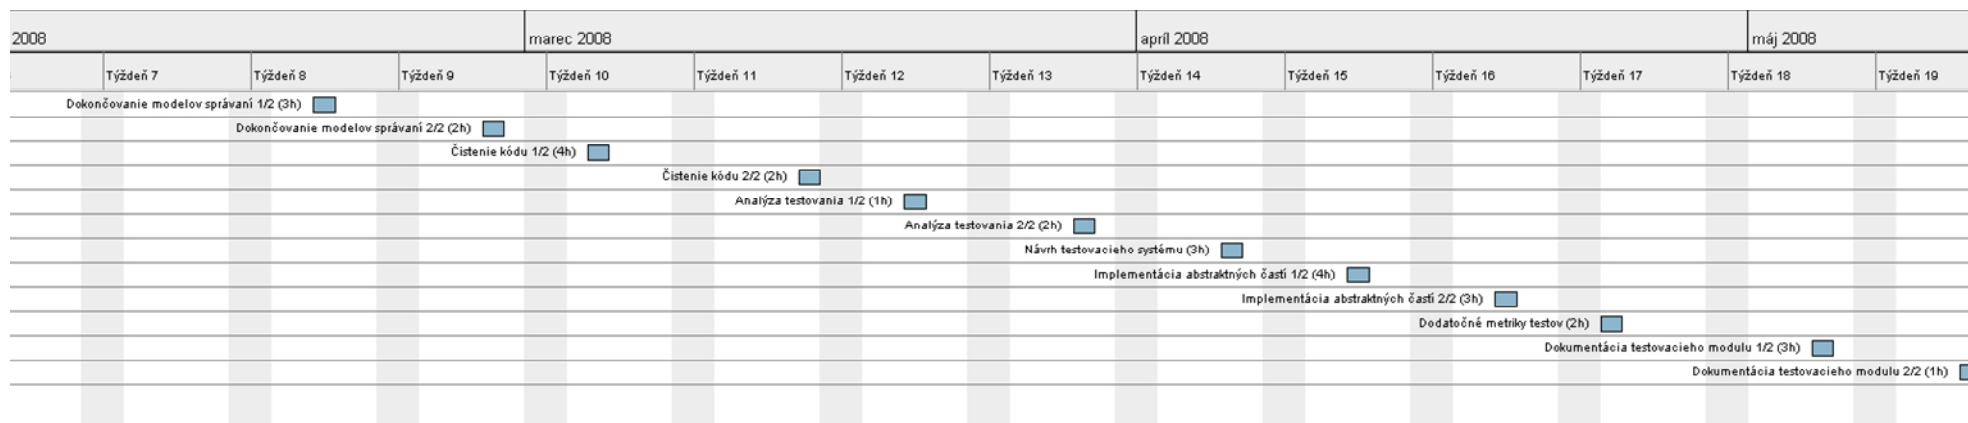 2008 marec 2008 apríl 2008 máj 2008
Týždeň 7 Týždeň 8 Týždeň 9 Týždeň 10 Týždeň 11 Týždeň 12 Týždeň 13 Týždeň 14 Týždeň 15 Týždeň 16 Týždeň 17 Týždeň 18 Týždeň 19
Dokončovanie modelov správaní 1/2 (3h)
Dokončovanie modelov správaní 2/2 (2h)
Čistenie kódu 1/2 (4h)
Čistenie kódu 2/2 (2h)
Analýza testovania 1/2 (1h)
Analýza testovania 2/2 (2h)
Návrh testovacieho systému (3h)
Implementácia abstraktných častí 1/2 (4h)
Implementácia abstraktných častí 2/2 (3h)
Dodatočné metriky testov (2h)
Dokumentácia testovacieho modulu 1/2 (3h)
Dokumentácia testovacieho modulu 2/2 (1h)